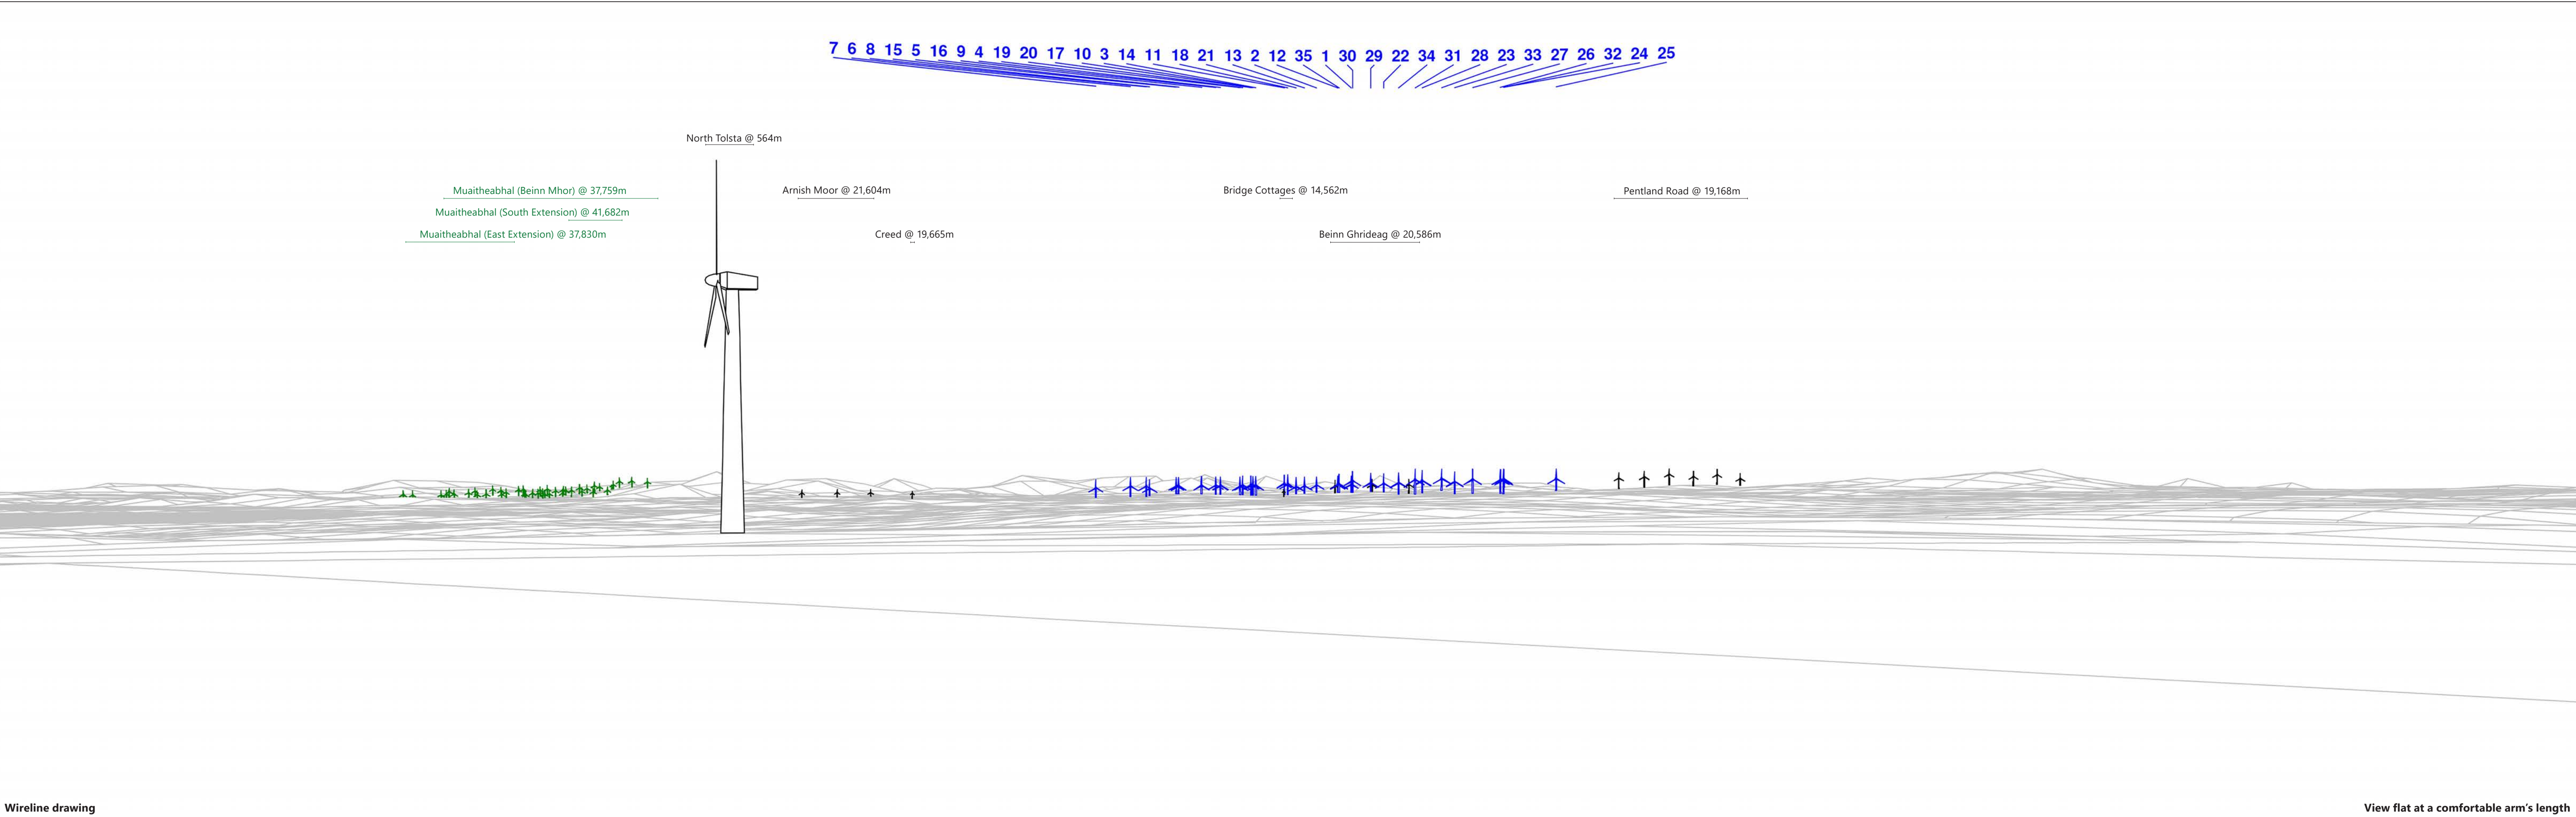 7 6 8 15 5 16 9 4 19 20 17 10 3 14 11 18 21 13 2 12 35 1 30 29 22 34 31 28 23 33 27 26 32 24 25
North Tolsta @ 564m
Muaitheabhal (Beinn Mhor) @ 37,759m
Arnish Moor @ 21,604m
Bridge Cottages @ 14,562m
Pentland Road @ 19,168m
Muaitheabhal (South Extension) @ 41,682m
Muaitheabhal (East Extension) @ 37,830m
Creed @ 19,665m
Beinn Ghrideag @ 20,586m
Wireline drawing
View flat at a comfortable arm's length